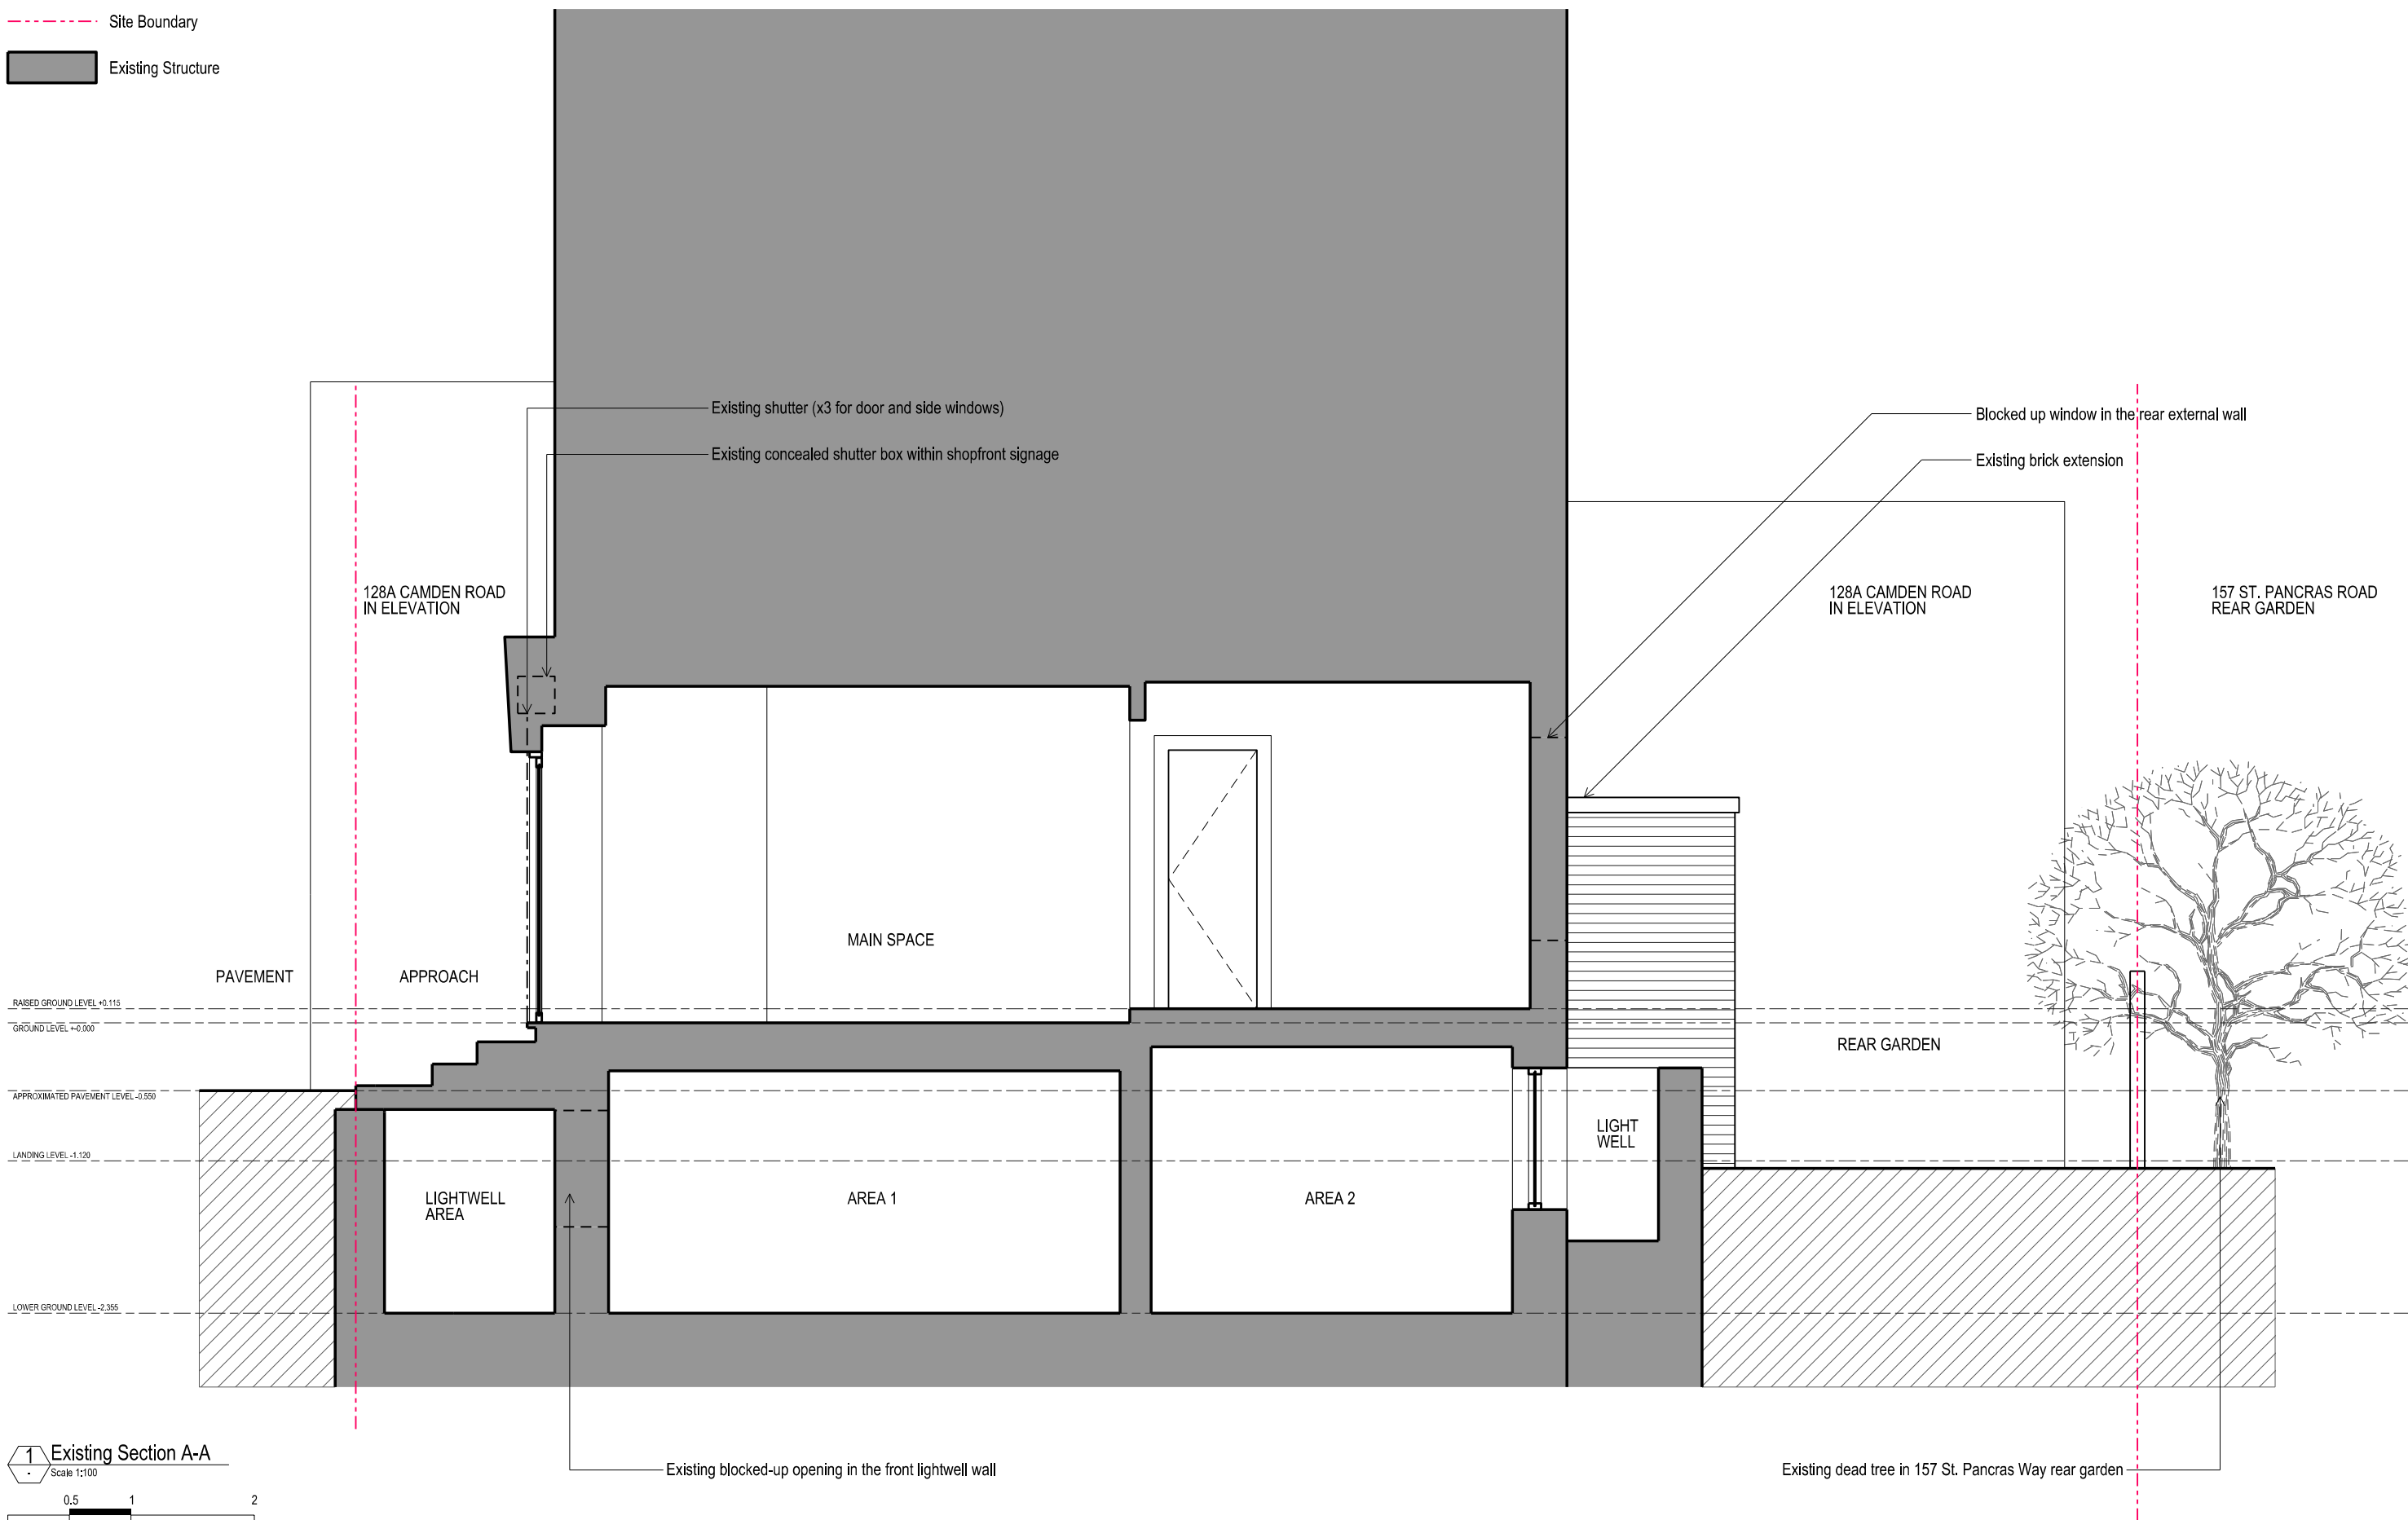 Site Boundary
Existing Structure
Existing shutter (x3 for door and side windows)
Existing concealed shutter box within shopfront signage
Blocked up window in the rear external wall
Existing brick extension
128A CAMDEN ROAD
IN ELEVATION
128A CAMDEN ROAD
IN ELEVATION
157 ST. PANCRAS ROAD
REAR GARDEN
MAIN SPACE
PAVEMENT
APPROACH
RAISED GROUND LEVEL +0.115
GROUND LEVEL +-0.000
REAR GARDEN
APPROXIMATED PAVEMENT LEVEL -0.550
LIGHT
WELL
LANDING LEVEL -1.120
LIGHTWELL
AREA
AREA 1
AREA 2
LOWER GROUND LEVEL -2.355
1 Existing Section A-A
Scale 1:100
Existing blocked-up opening in the front lightwell wall
Existing dead tree in 157 St. Pancras Way rear garden
0.5 1 2